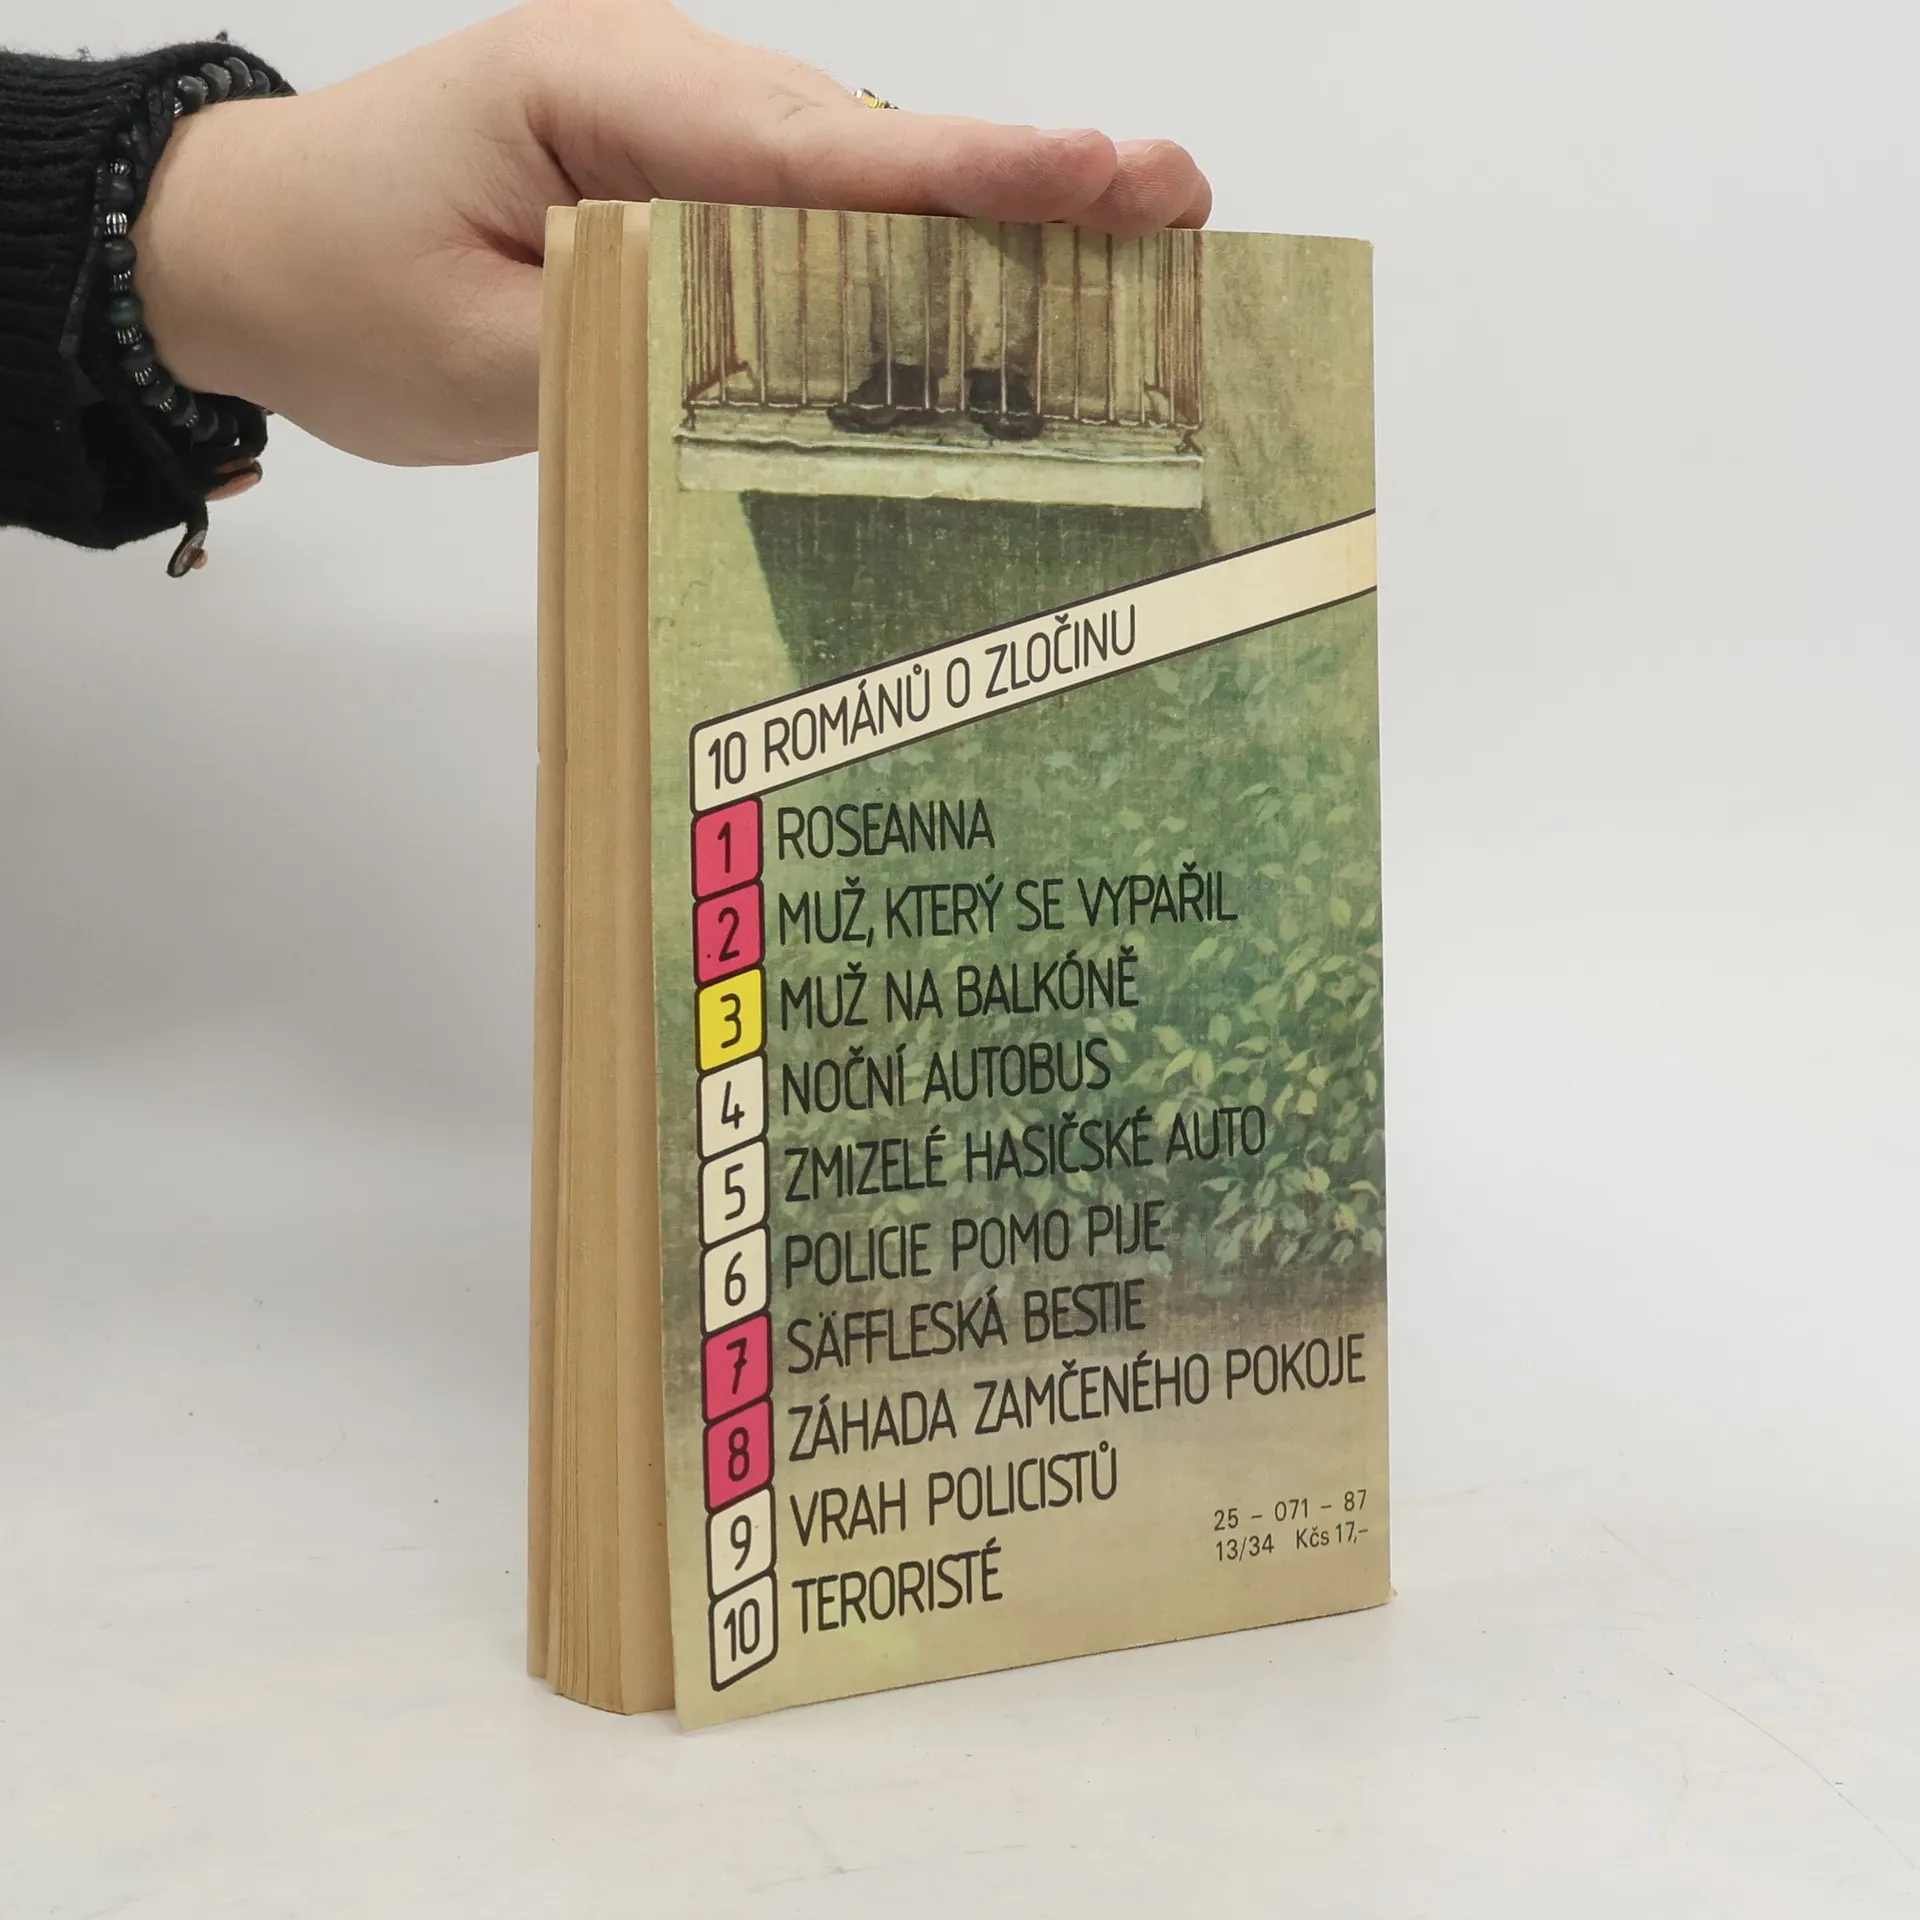 10 ROMÁNŮ O ZLOČINU
1 ROSEANNA
2 MUŽ, KTERÝ SE VYPAŘIL
3 MUŽ NA BALKÓNĚ
4 NOČNÍ AUTOBUS
5 ZMIZELÉ HASIČSKÉ AUTO
6 POLICIE POMO PIJE
7 SÄFFLESKÁ BESTIE
8 ZÁHADA ZAMČENÉHO POKOJE
9 VRAH POLICISTŮ
10 TERORISTÉ
25 – 071 – 87
13/34 Kčs 17,–